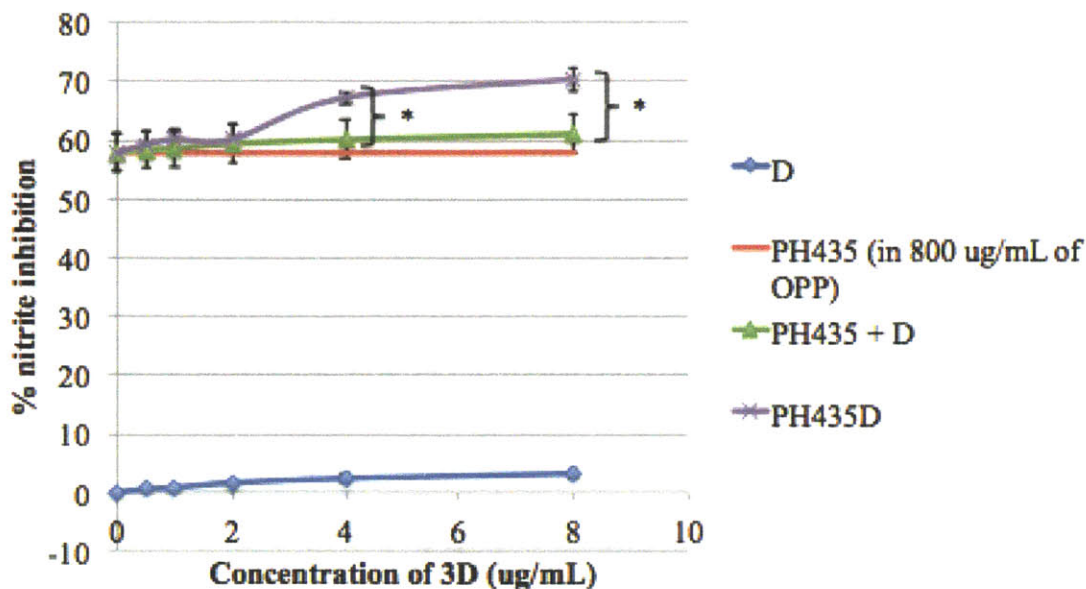 80
70
60
50
40
30
20
10
0
-10
% nitrite inhibition
*
*
0 2 4 6 8 10
Concentration of 3D (ug/mL)
D
PH435 (in 800 ug/mL of
OPP)
PH435 + D
PH435D